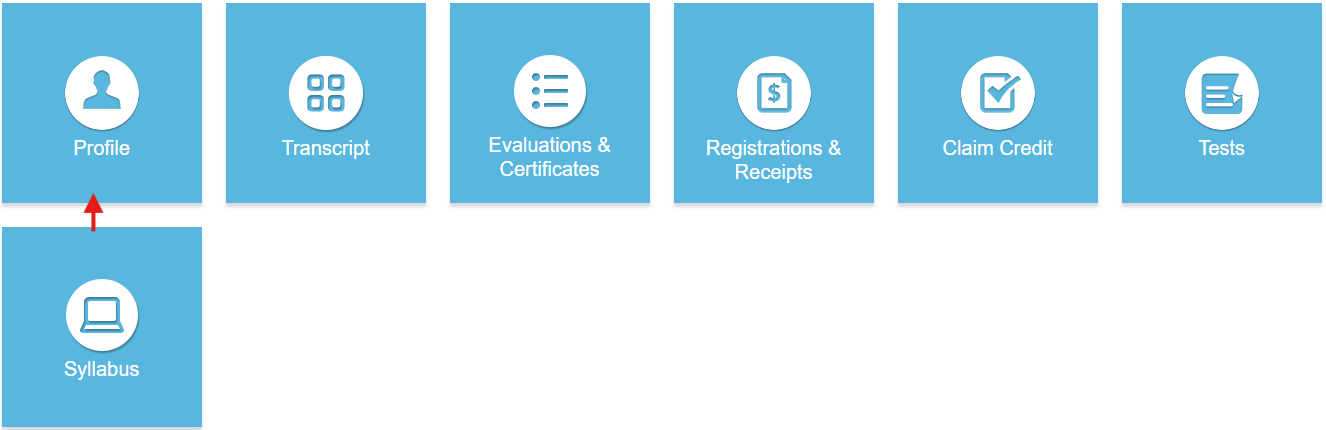 Profile
Transcript
Evaluations &
Certificates
Registrations &
Receipts
Claim Credit
Tests
Syllabus